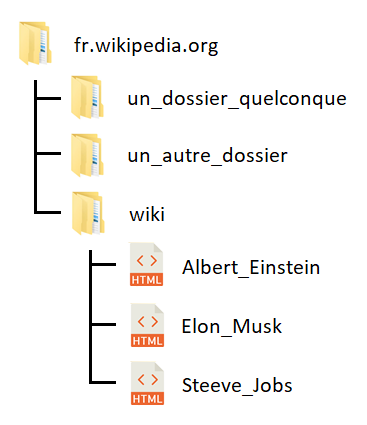 fr.wikipedia.org
un_dossier_quelconque
un_autre_dossier
wiki
<> HTML Albert_Einstein
<> HTML Elon_Musk
<> HTML Steeve_Jobs